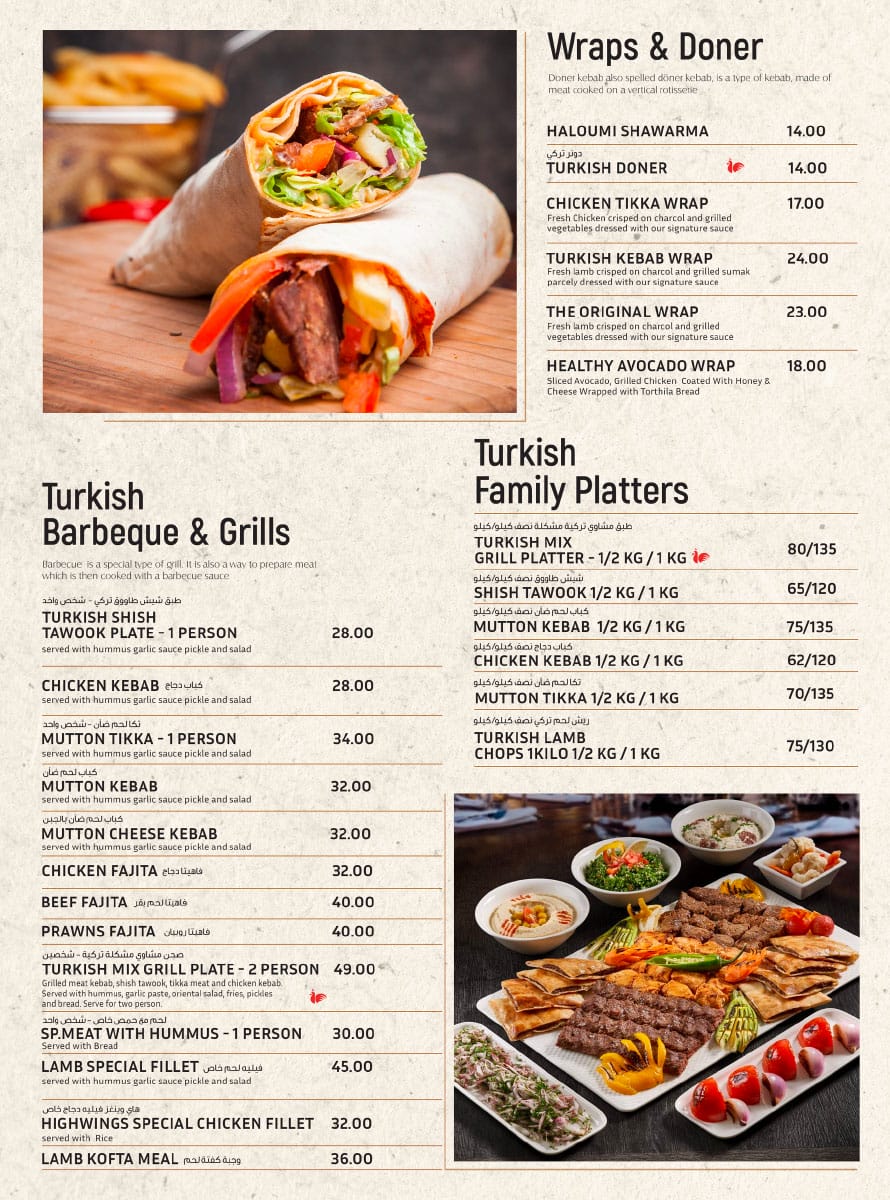 Wraps & Doner
Doner kebab also spelled döner kebab, is a type of kebab, made of
meat cooked on a vertical rotisserie
HALOUMI SHAWARMA 14.00
دونر تركي
TURKISH DONER 14.00
CHICKEN TIKKA WRAP 17.00
Fresh Chicken crisped on charcol and grilled
vegetables dressed with our signature sauce
TURKISH KEBAB WRAP 24.00
Fresh lamb crisped on charcol and grilled sumak
parcely dressed with our signature sauce
THE ORIGINAL WRAP 23.00
Fresh lamb crisped on charcol and grilled
vegetables dressed with our signature sauce
HEALTHY AVOCADO WRAP 18.00
Sliced Avocado, Grilled Chicken Coated With Honey &
Cheese Wrapped with Torthila Bread
Turkish
Family Platters
طبق مشاوي تركية مشكلة نصف كيلو/كيلو
TURKISH MIX
GRILL PLATTER - 1/2 KG / 1 KG 80/135
شيش طاووق نصف كيلو/كيلو
SHISH TAWOOK 1/2 KG / 1 KG 65/120
كباب لحم ضأن نصف كيلو/كيلو
MUTTON KEBAB 1/2 KG / 1 KG 75/135
كباب دجاج نصف كيلو/كيلو
CHICKEN KEBAB 1/2 KG / 1 KG 62/120
تكا لحم ضأن نصف كيلو/كيلو
MUTTON TIKKA 1/2 KG / 1 KG 70/135
ريش لحم تركي نصف كيلو/كيلو
TURKISH LAMB
CHOPS 1KILO 1/2 KG / 1 KG 75/130
Turkish
Barbeque & Grills
Barbecue is a special type of grill. It is also a way to prepare meat
which is then cooked with a barbecue sauce
طبق شيش طاووق تركي - شخص واحد
TURKISH SHISH
TAWOOK PLATE - 1 PERSON 28.00
served with hummus garlic sauce pickle and salad
CHICKEN KEBAB كباب دجاج 28.00
served with hummus garlic sauce pickle and salad
تكا لحم ضأن - شخص واحد
MUTTON TIKKA - 1 PERSON 34.00
served with hummus garlic sauce pickle and salad
كباب لحم ضأن
MUTTON KEBAB 32.00
served with hummus garlic sauce pickle and salad
كباب لحم ضأن بالجبن
MUTTON CHEESE KEBAB 32.00
served with hummus garlic sauce pickle and salad
CHICKEN FAJITA فاهيتا دجاج 32.00
BEEF FAJITA فاهيتا لحم بقر 40.00
PRAWNS FAJITA فاهيتا روبيان 40.00
صحن مشاوي مشكلة تركية - شخصين
TURKISH MIX GRILL PLATE - 2 PERSON 49.00
Grilled meat kebab, shish tawook, tikka meat and chicken kebab.
Served with hummus, garlic paste, oriental salad, fries, pickles
and bread. Serve for two person.
لحم مع حمص خاص - شخص واحد
SP.MEAT WITH HUMMUS - 1 PERSON 30.00
Served with Bread
LAMB SPECIAL FILLET فيليه لحم خاص 45.00
served with hummus garlic sauce pickle and salad
هاي وينغز فيليه دجاج خاص
HIGHWINGS SPECIAL CHICKEN FILLET 32.00
served with Rice
LAMB KOFTA MEAL وجبة كفتة لحم 36.00